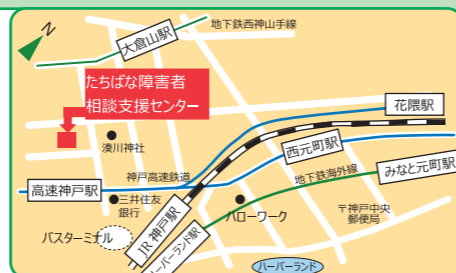 N
大倉山駅
地下鉄西神山手線
たちばな障害者
相談支援センター
花隈駅
湊川神社
西元町駅
神戸高速鉄道
みなと元町駅
地下鉄海外線
高速神戸駅
三井住友
銀行
ハローワーク
〒神戸中央
郵便局
バスターミナル
JR 神戸駅
ハーバーランド駅
ハーバーランド